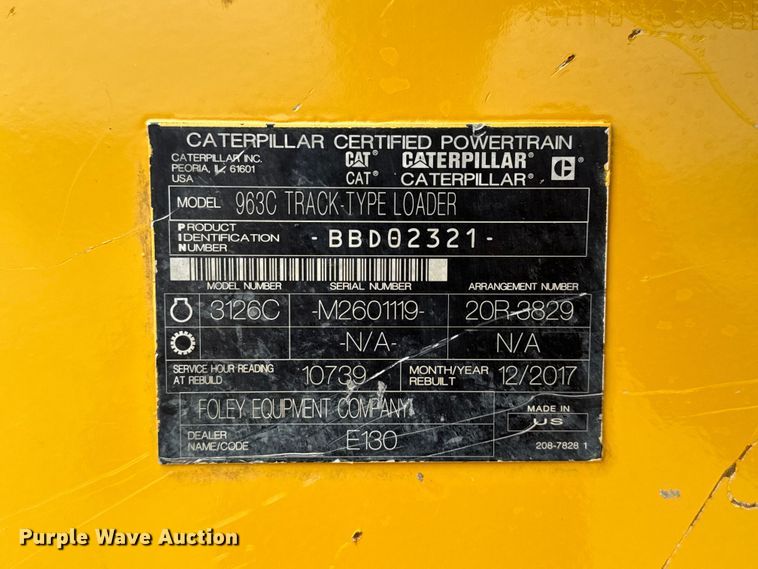 CATERPILLAR CERTIFIED POWERTRAIN
CATERPILLAR INC.
PEORIA, IL 61601
USA
CAT® CATERPILLAR®
CAT® CATERPILLAR®
MODEL 963C TRACK-TYPE LOADER
PRODUCT
IDENTIFICATION
NUMBER
-BBD02321-
MODEL NUMBER SERIAL NUMBER ARRANGEMENT NUMBER
3126C -M2601119- 20R-3829
-N/A- N/A
SERVICE HOUR READING
AT REBUILD
10739
MONTH/YEAR
REBUILT
12/2017
FOLEY EQUIPMENT COMPANY
DEALER
NAME/CODE
E130
MADE IN
US
208-7828 1
Purple Wave Auction